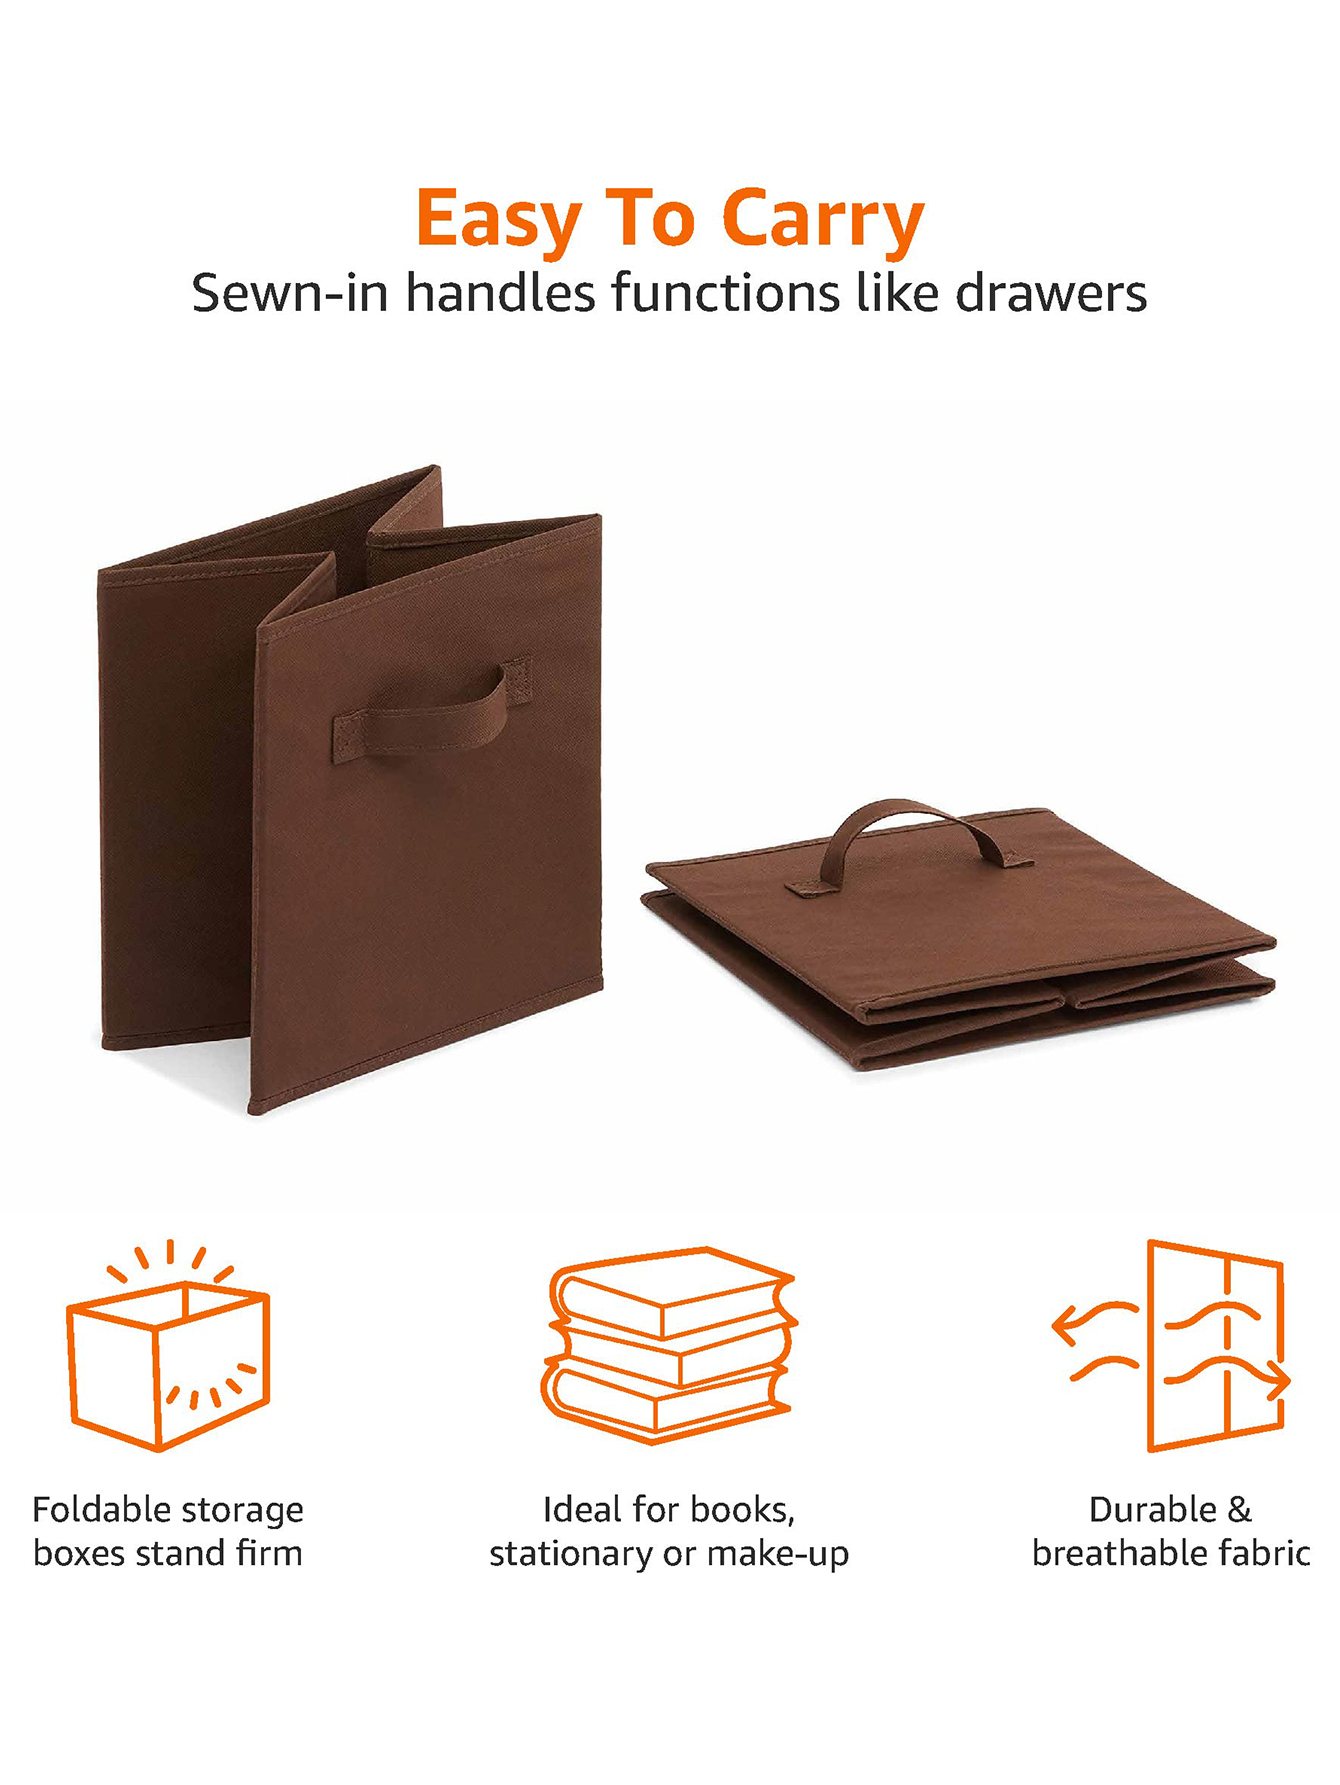 Easy To Carry
Sewn-in handles functions like drawers
Foldable storage
boxes stand firm
Ideal for books,
stationary or make-up
Durable &
breathable fabric